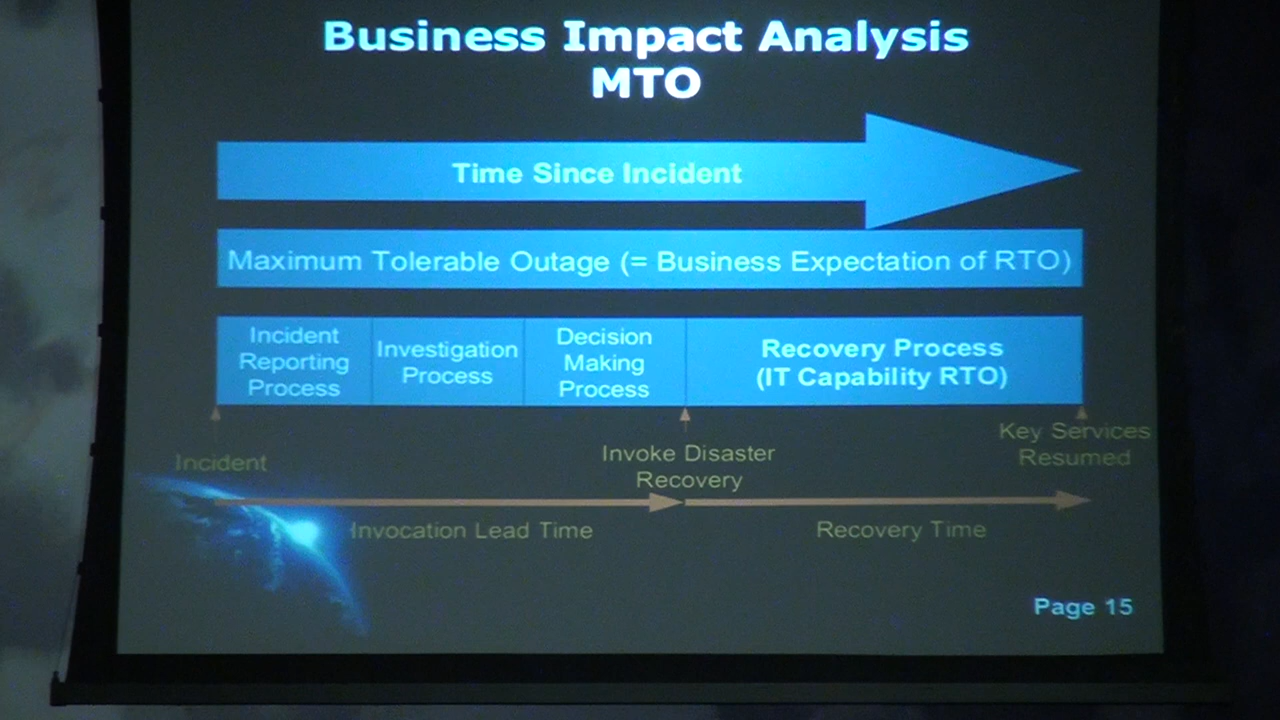 Business Impact Analysis
MTO
Time Since Incident
Maximum Tolerable Outage (= Business Expectation of RTO)
Incident
Reporting
Process
Investigation
Process
Decision
Making
Process
Recovery Process
(IT Capability RTO)
Incident
Invoke Disaster
Recovery
Key Services
Resumed
Invocation Lead Time
Recovery Time
Page 15